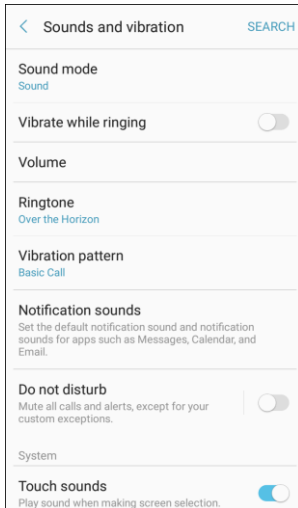 Sounds and vibration SEARCH
Sound mode
Sound
Vibrate while ringing
Volume
Ringtone
Over the Horizon
Vibration pattern
Basic Call
Notification sounds
Set the default notification sound and notification
sounds for apps such as Messages, Calendar, and
Email.
Do not disturb
Mute all calls and alerts, except for your
custom exceptions.
System
Touch sounds
Play sound when making screen selection.